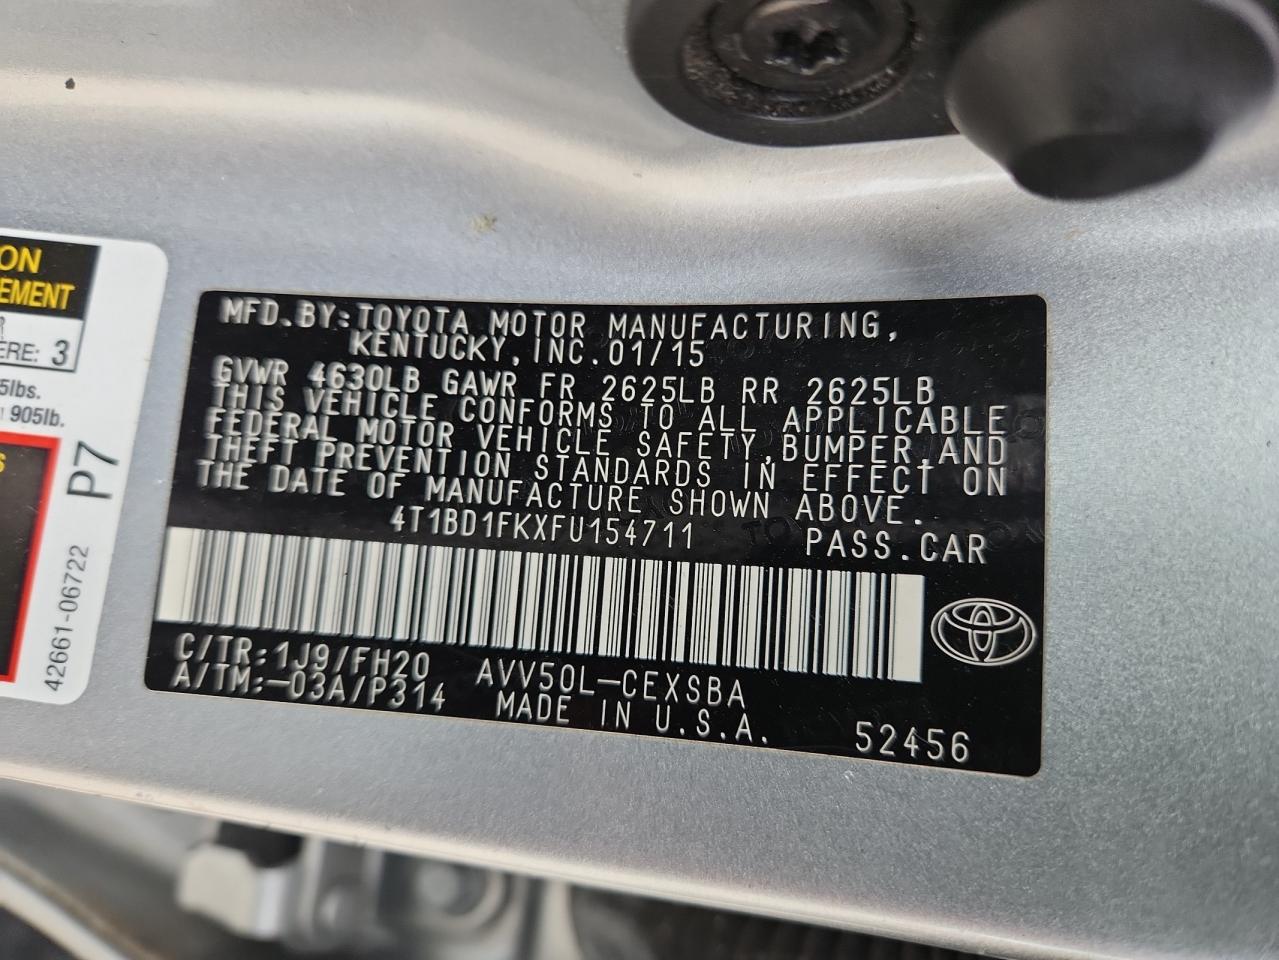 ON
EMENT
ERE: 3
5lbs.
905lb.
S
P7
42661-06722
MFD.BY:TOYOTA MOTOR MANUFACTURING,
KENTUCKY,INC.01/15
GVWR 4630LB GAWR FR 2625LB RR 2625LB
THIS VEHICLE CONFORMS TO ALL APPLICABLE
FEDERAL MOTOR VEHICLE SAFETY,BUMPER,AND
THEFT PREVENTION STANDARDS IN EFFECT ON
THE DATE OF MANUFACTURE SHOWN ABOVE.
4T1BD1FKXFU154711 PASS.CAR
C/TR:1J9/FH20 AVV50L-CEXSBA
A/TM:-03A/P314 MADE IN U.S.A.
52456